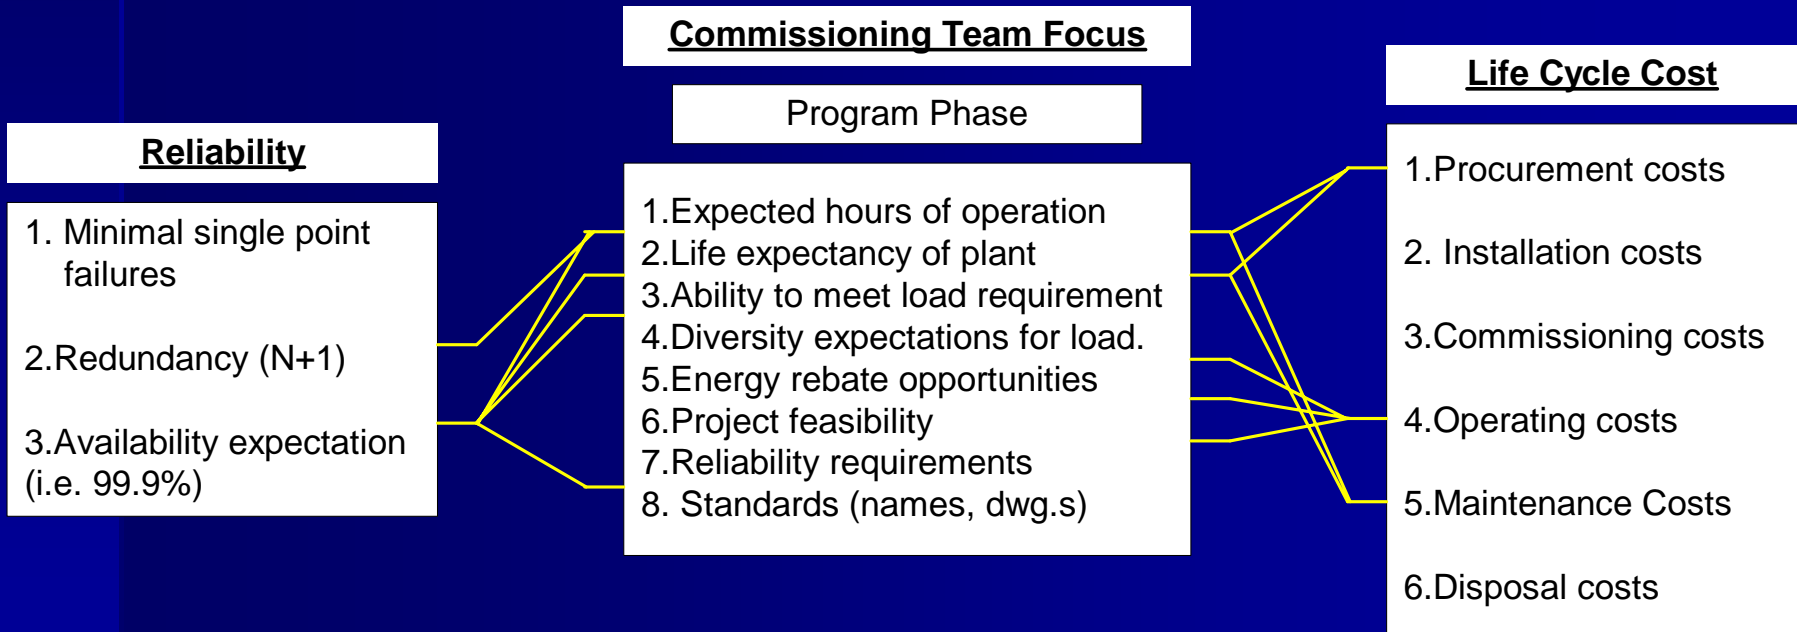 Commissioning Team Focus
Program Phase
Reliability
1. Minimal single point
failures
2.Redundancy (N+1)
3.Availability expectation
(i.e. 99.9%)
1.Expected hours of operation
2.Life expectancy of plant
3.Ability to meet load requirement
4.Diversity expectations for load.
5.Energy rebate opportunities
6.Project feasibility
7.Reliability requirements
8. Standards (names, dwg.s)
Life Cycle Cost
1.Procurement costs
2. Installation costs
3.Commissioning costs
4.Operating costs
5.Maintenance Costs
6.Disposal costs